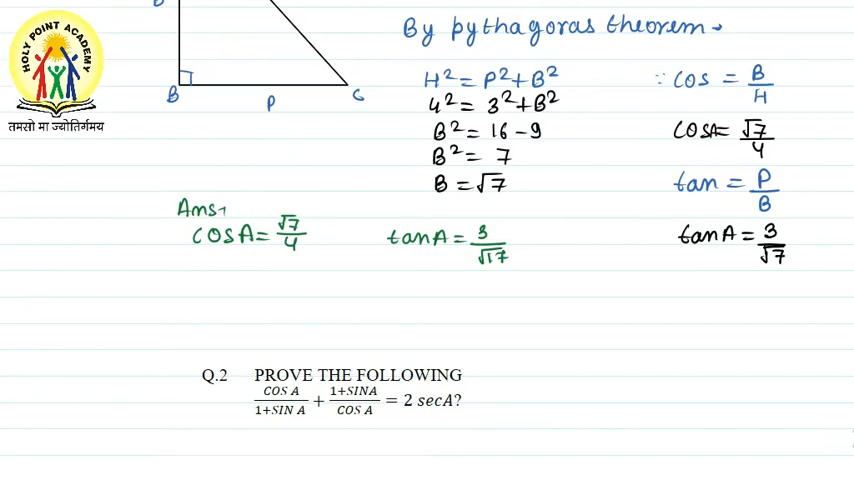 HOLY POINT ACADEMY
तमसो मा ज्योतिर्गमय
B
B
P
C
By pythagoras theorem
H² = P² + B²
4² = 3² + B²
B² = 16 - 9
B² = 7
B = √7
∵ cos = B/H
cosA = √7/4
tan = P/B
tanA = 3/√7
Ans
cosA = √7/4
tanA = 3/√17
Q.2 PROVE THE FOLLOWING
COS A/1+SIN A + 1+SINA/COS A = 2 secA?